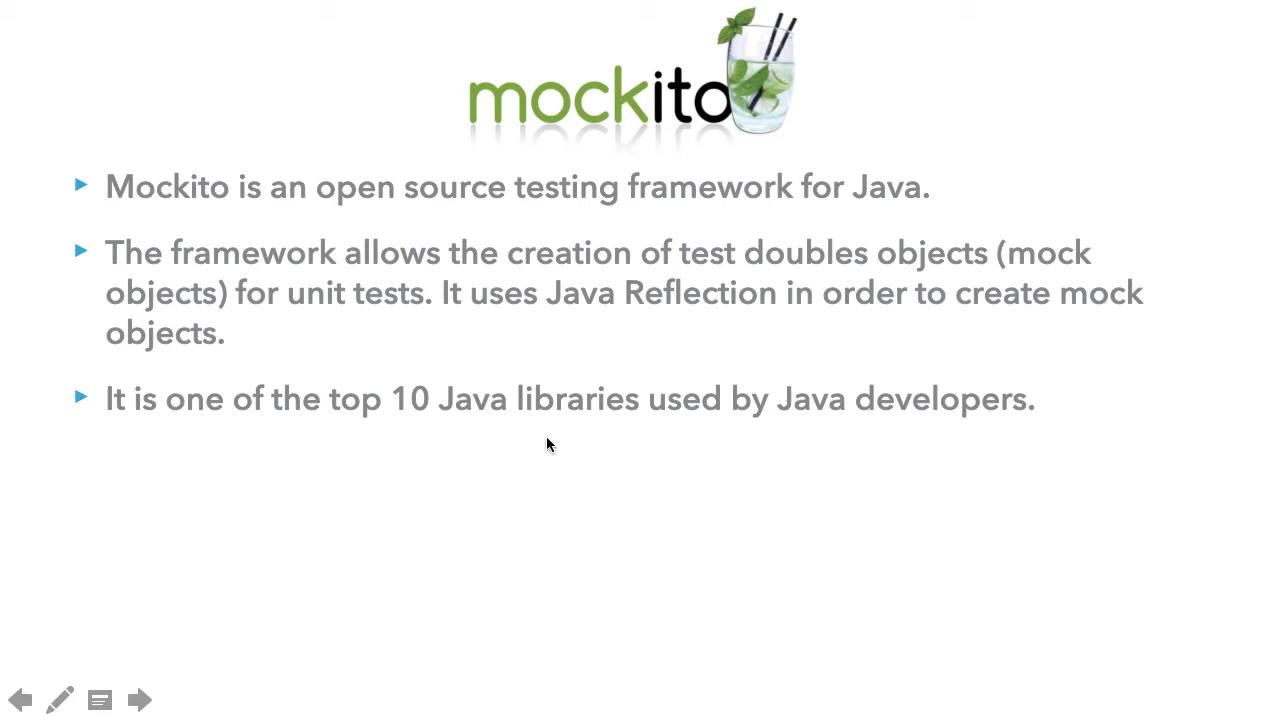 mockito
Mockito is an open source testing framework for Java.
The framework allows the creation of test doubles objects (mock
objects) for unit tests. It uses Java Reflection in order to create mock
objects.
It is one of the top 10 Java libraries used by Java developers.